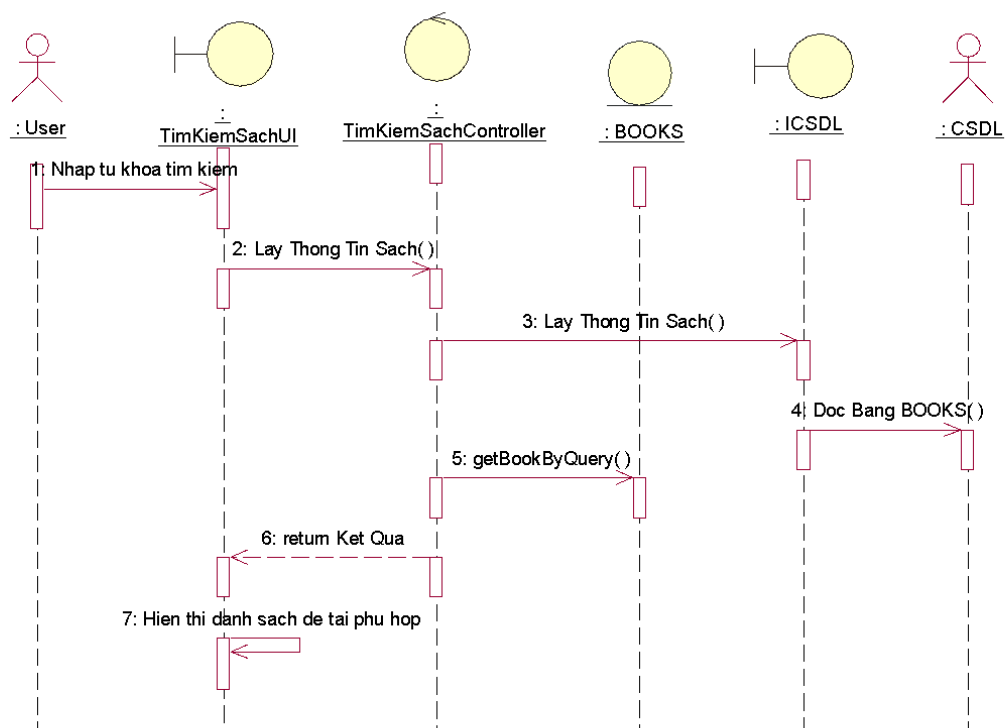 : User
:
TimKiemSachUI
:
TimKiemSachController
: BOOKS
: ICSDL
: CSDL
1: Nhap tu khoa tim kiem
2: Lay Thong Tin Sach( )
3: Lay Thong Tin Sach( )
4: Doc Bang BOOKS( )
5: getBookByQuery( )
6: return Ket Qua
7: Hien thi danh sach de tai phu hop